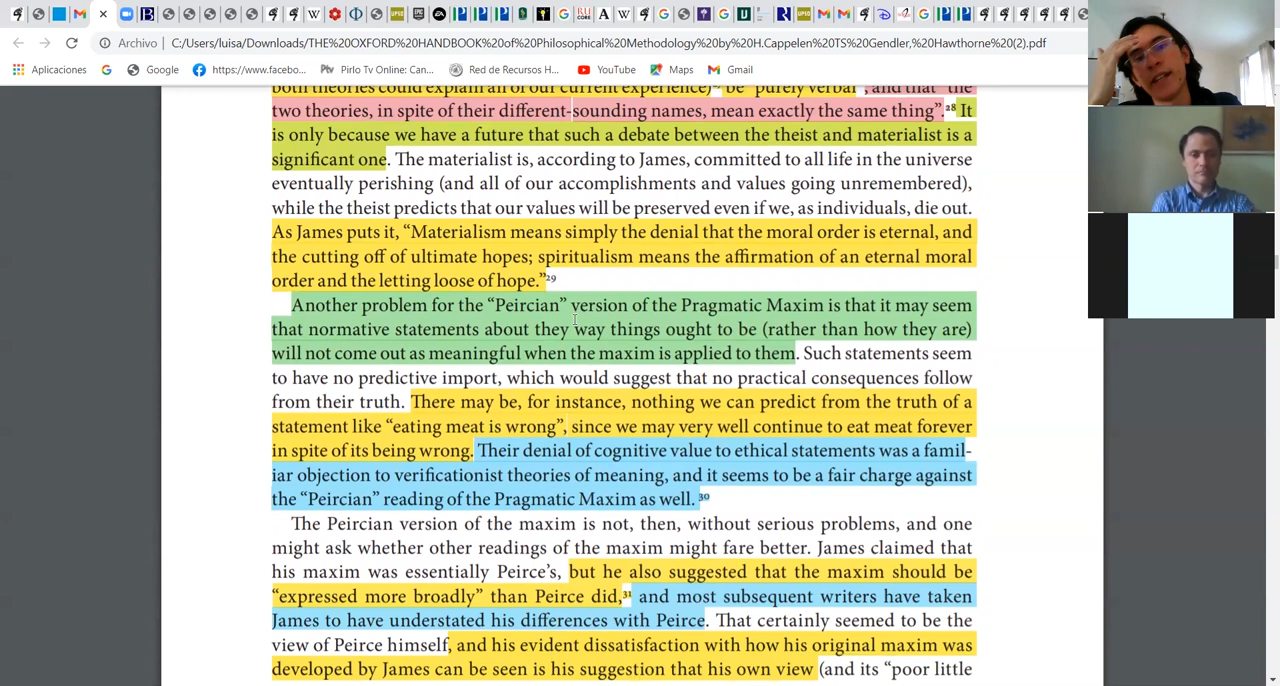 Archivo
C:/Users/luisa/Downloads/THE%20OXFORD%20HANDBOOK%20of%20Philosophical%20Methodology%20by%20H.Cappelen%20TS%20Gendler,%20Hawthorne%20(2).pdf
Aplicaciones
Google
https://www.facebo...
Pirlo Tv Online: Can...
Red de Recursos H...
YouTube
Maps
Gmail
both theories could explain all of our current experience) be “purely verbal”, and that “the
two theories, in spite of their different-sounding names, mean exactly the same thing”.28 It
is only because we have a future that such a debate between the theist and materialist is a
significant one. The materialist is, according to James, committed to all life in the universe
eventually perishing (and all of our accomplishments and values going unremembered),
while the theist predicts that our values will be preserved even if we, as individuals, die out.
As James puts it, “Materialism means simply the denial that the moral order is eternal, and
the cutting off of ultimate hopes; spiritualism means the affirmation of an eternal moral
order and the letting loose of hope.”29
Another problem for the “Peircian” version of the Pragmatic Maxim is that it may seem
that normative statements about they way things ought to be (rather than how they are)
will not come out as meaningful when the maxim is applied to them. Such statements seem
to have no predictive import, which would suggest that no practical consequences follow
from their truth. There may be, for instance, nothing we can predict from the truth of a
statement like “eating meat is wrong”, since we may very well continue to eat meat forever
in spite of its being wrong. Their denial of cognitive value to ethical statements was a famil-
iar objection to verificationist theories of meaning, and it seems to be a fair charge against
the “Peircian” reading of the Pragmatic Maxim as well. 30
The Peircian version of the maxim is not, then, without serious problems, and one
might ask whether other readings of the maxim might fare better. James claimed that
his maxim was essentially Peirce’s, but he also suggested that the maxim should be
“expressed more broadly” than Peirce did,31 and most subsequent writers have taken
James to have understated his differences with Peirce. That certainly seemed to be the
view of Peirce himself, and his evident dissatisfaction with how his original maxim was
developed by James can be seen is his suggestion that his own view (and its “poor little